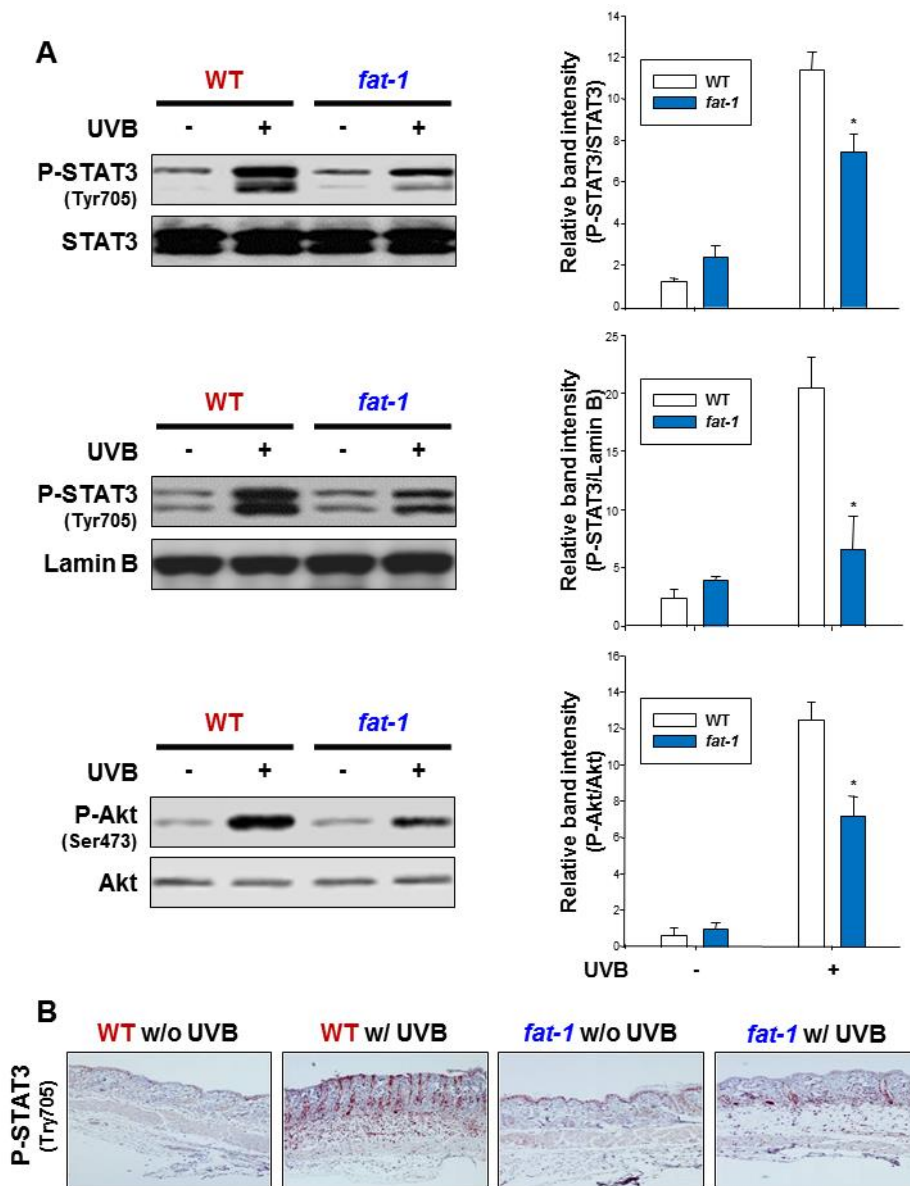 A
WT fat-1
UVB - + - +
P-STAT3
(Tyr705)
STAT3
Relative band intensity
(P-STAT3/STAT3)
14
12
10
8
6
4
2
0
WT
fat-1
*
WT fat-1
UVB - + - +
P-STAT3
(Tyr705)
Lamin B
Relative band intensity
(P-STAT3/Lamin B)
25
20
15
10
5
0
WT
fat-1
*
WT fat-1
UVB - + - +
P-Akt
(Ser473)
Akt
Relative band intensity
(P-Akt/Akt)
16
14
12
10
8
6
4
2
0
WT
fat-1
*
UVB - +
B
WT w/o UVB WT w/ UVB fat-1 w/o UVB fat-1 w/ UVB
P-STAT3
(Try705)